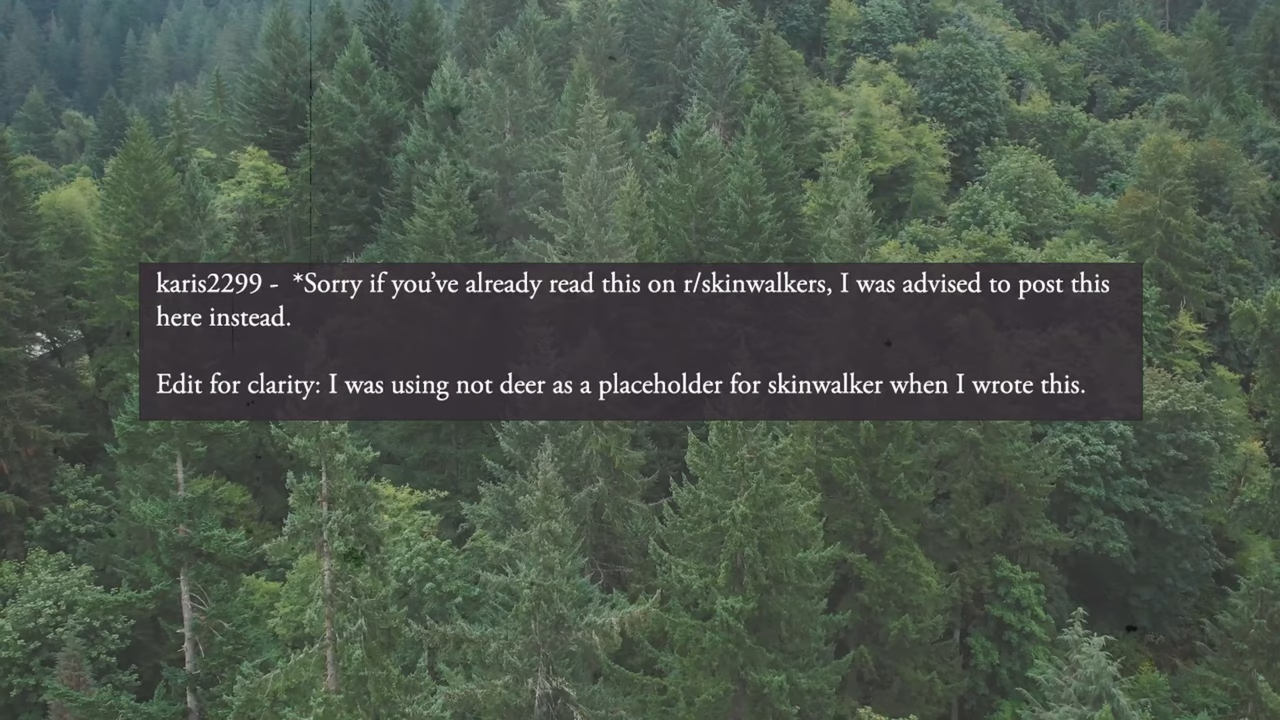 karis2299 -  *Sorry if you’ve already read this on r/skinwalkers, I was advised to post this
here instead.
Edit for clarity: I was using not deer as a placeholder for skinwalker when I wrote this.